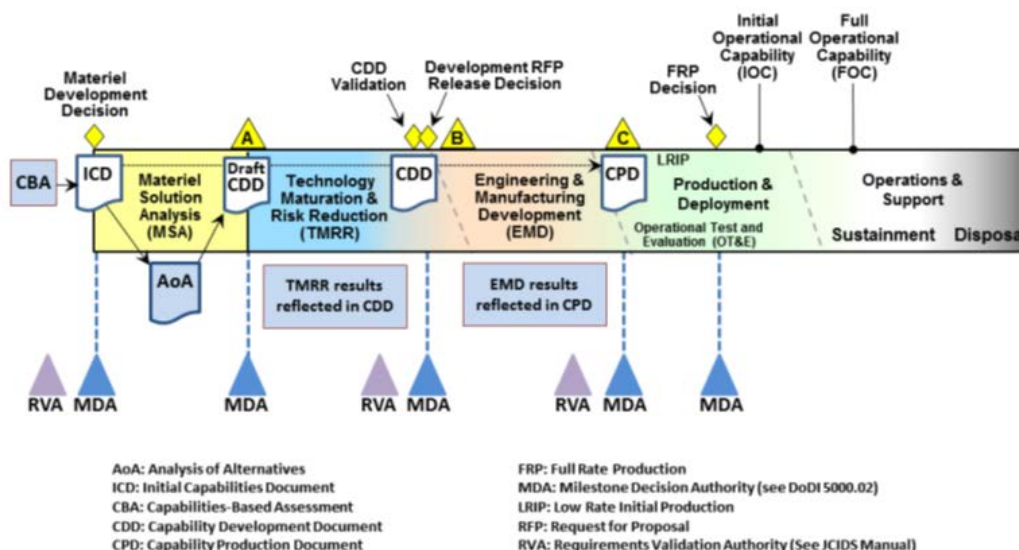 Initial
Operational
Capability
(IOC)
Full
Operational
Capability
(FOC)
Materiel
Development
Decision
CDD
Validation
Development RFP
Release Decision
FRP
Decision
A
B
C
CBA
ICD
Materiel
Solution
Analysis
(MSA)
Draft
CDD
Technology
Maturation &
Risk Reduction
(TMRR)
CDD
Engineering &
Manufacturing
Development
(EMD)
CPD
LRIP
Production &
Deployment
Operational Test and
Evaluation (OT&E)
Operations &
Support
Sustainment
Disposa
AoA
TMRR results
reflected in CDD
EMD results
reflected in CPD
RVA
MDA
MDA
RVA
MDA
RVA
MDA
MDA
AoA: Analysis of Alternatives
ICD: Initial Capabilities Document
CBA: Capabilities-Based Assessment
CDD: Capability Development Document
CPD: Capability Production Document
FRP: Full Rate Production
MDA: Milestone Decision Authority (see DoDI 5000.02)
LRIP: Low Rate Initial Production
RFP: Request for Proposal
RVA: Requirements Validation Authority (See JCIDS Manual)